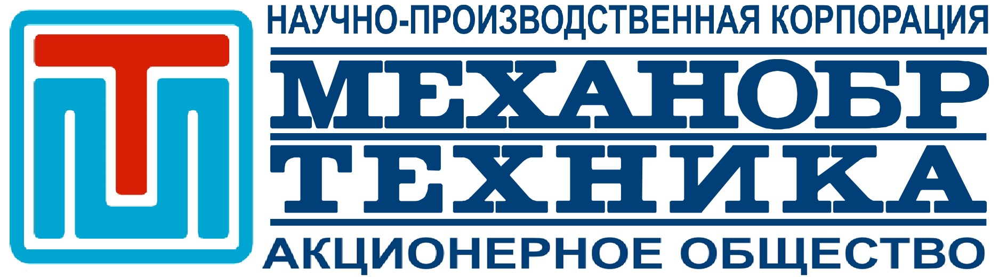 НАУЧНО-ПРОИЗВОДСТВЕННАЯ КОРПОРАЦИЯ
МЕХАНОБР
ТЕХНИКА
АКЦИОНЕРНОЕ ОБЩЕСТВО